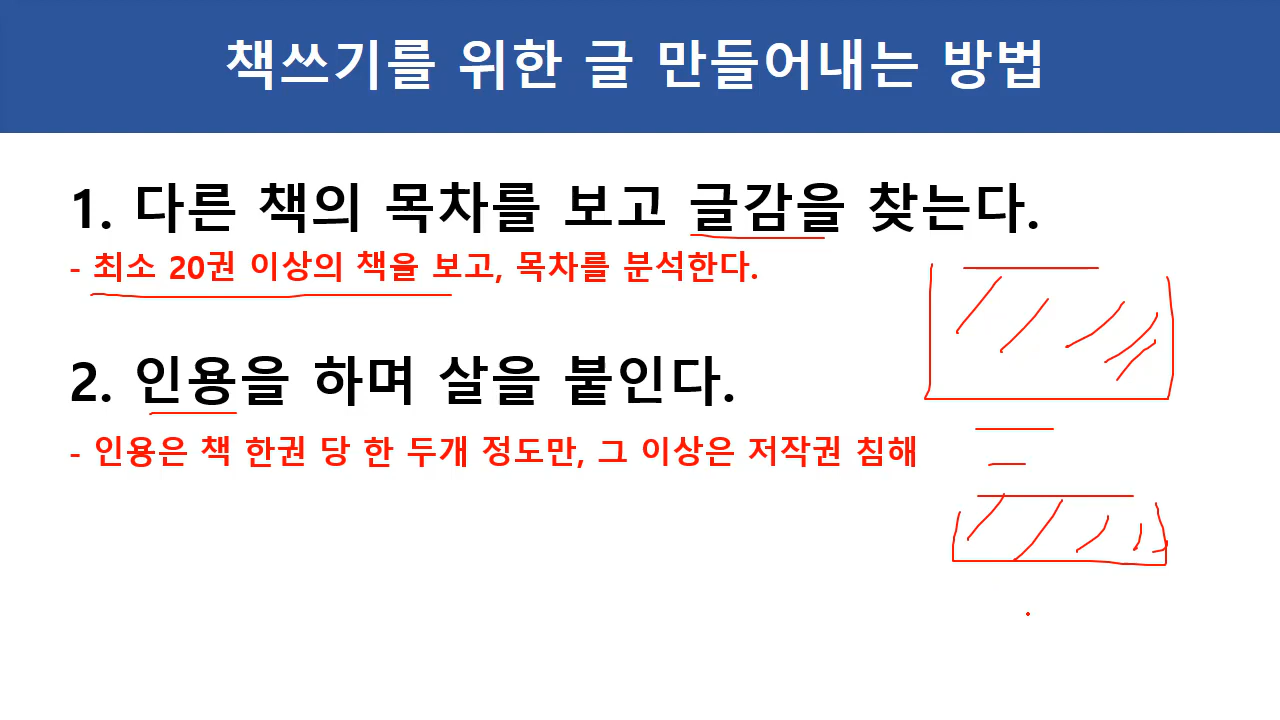 책쓰기를 위한 글 만들어내는 방법
1. 다른 책의 목차를 보고 글감을 찾는다.
- 최소 20권 이상의 책을 보고, 목차를 분석한다.
2. 인용을 하며 살을 붙인다.
- 인용은 책 한권 당 한 두개 정도만, 그 이상은 저작권 침해